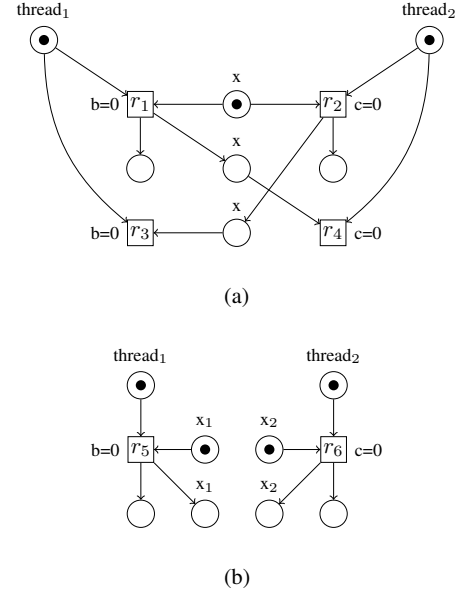 thread₁ thread₂
x
b=0 r₁ r₂ c=0
x
x
b=0 r₃ r₄ c=0
(a)
thread₁ thread₂
x₁ x₂
b=0 r₅ r₆ c=0
x₁ x₂
(b)